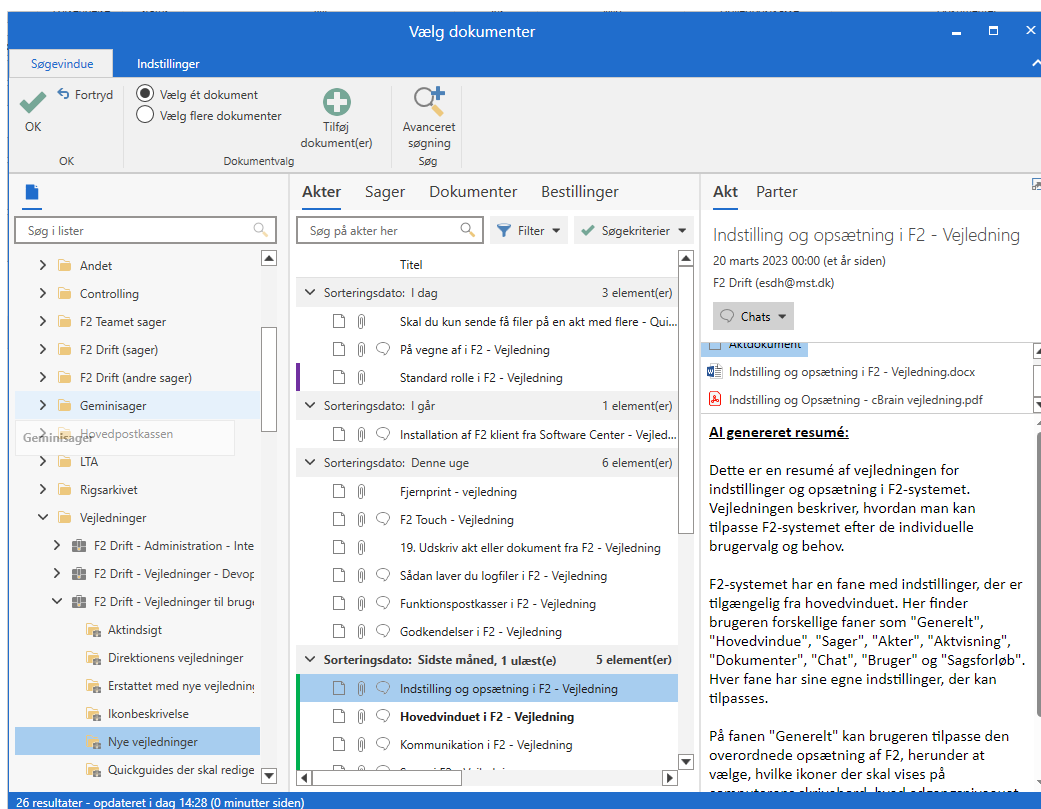 Vælg dokumenter
Søgevindue
Indstillinger
OK
Fortryd
OK
Vælg ét dokument
Vælg flere dokumenter
Tilføj
dokument(er)
Dokumentvalg
Avanceret
søgning
Søg
Søg i lister
Andet
Controlling
F2 Teamet sager
F2 Drift (sager)
F2 Drift (andre sager)
Geminisager
Hovedpostkassen
Geminisager
LTA
Rigsarkivet
Vejledninger
F2 Drift - Administration - Inte
F2 Drift - Vejledninger - Devop
F2 Drift - Vejledninger til bruge
Aktindsigt
Direktionens vejledninger
Erstattet med nye vejledning
Ikonbeskrivelse
Nye vejledninger
Quickguides der skal redige
Akter Sager Dokumenter Bestillinger
Søg på akter her
Filter
Søgekriterier
Titel
Sorteringsdato: I dag 3 element(er)
Skal du kun sende få filer på en akt med flere - Qui...
På vegne af i F2 - Vejledning
Standard rolle i F2 - Vejledning
Sorteringsdato: I går 1 element(er)
Installation af F2 klient fra Software Center - Vejled...
Sorteringsdato: Denne uge 6 element(er)
Fjernprint - vejledning
F2 Touch - Vejledning
19. Udskriv akt eller dokument fra F2 - Vejledning
Sådan laver du logfiler i F2 - Vejledning
Funktionspostkasser i F2 - Vejledning
Godkendelser i F2 - Vejledning
Sorteringsdato: Sidste måned, 1 ulæst(e) 5 element(er)
Indstilling og opsætning i F2 - Vejledning
Hovedvinduet i F2 - Vejledning
Kommunikation i F2 - Vejledning
Akt Parter
Indstilling og opsætning i F2 - Vejledning
20 marts 2023 00:00 (et år siden)
F2 Drift (esdh@mst.dk)
Chats
Aktdokument
Indstilling og opsætning i F2 - Vejledning.docx
Indstilling og Opsætning - cBrain vejledning.pdf
AI genereret resumé:
Dette er en resumé af vejledningen for
indstillinger og opsætning i F2-systemet.
Vejledningen beskriver, hvordan man kan
tilpasse F2-systemet efter de individuelle
brugervalg og behov.
F2-systemet har en fane med indstillinger, der er
tilgængelig fra hovedvinduet. Her finder
brugeren forskellige faner som "Generelt",
"Hovedvindue", "Sager", "Akter", "Aktvisning",
"Dokumenter", "Chat", "Bruger" og "Sagsforløb".
Hver fane har sine egne indstillinger, der kan
tilpasses.
På fanen "Generelt" kan brugeren tilpasse den
overordnede opsætning af F2, herunder at
vælge, hvilke ikoner der skal vises på
26 resultater - opdateret i dag 14:28 (0 minutter siden)